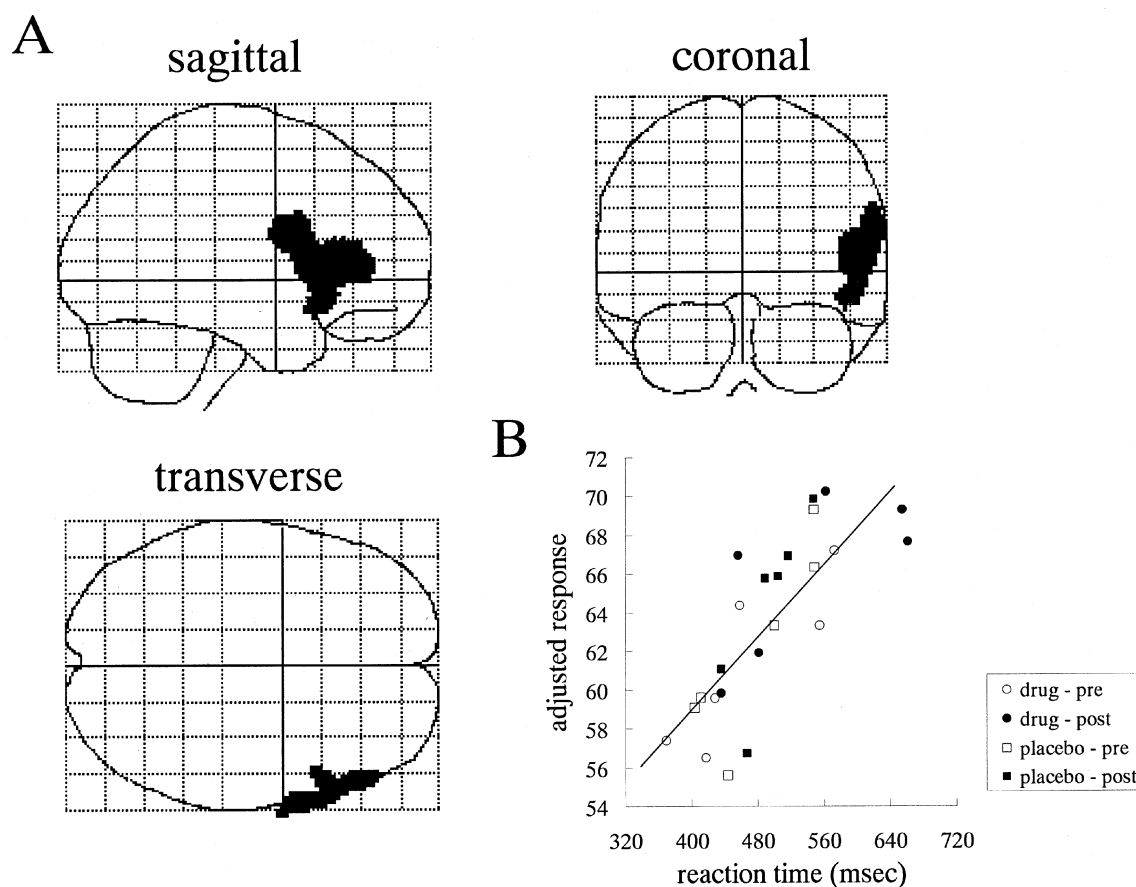 A
sagittal
coronal
transverse
B
72
70
68
66
64
62
60
58
56
54
adjusted response
320 400 480 560 640 720
reaction time (msec)
drug - pre
drug - post
placebo - pre
placebo - post